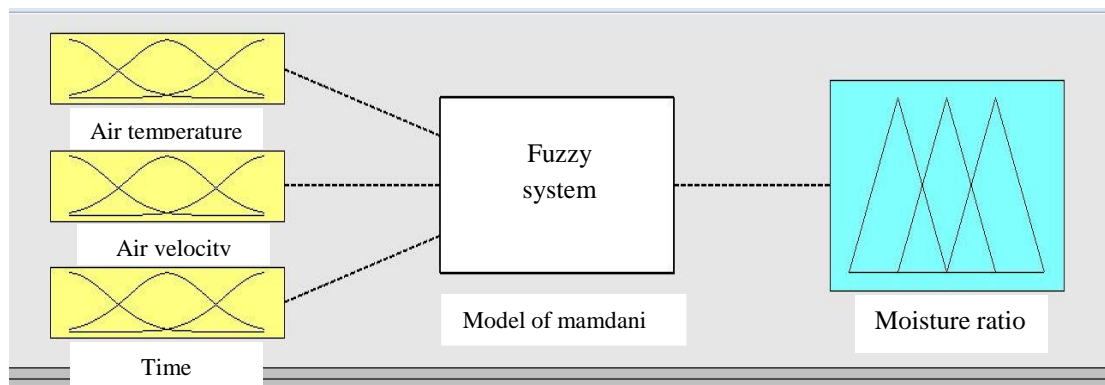 Air temperature
Air velocity
Time
Fuzzy
system
Model of mamdani
Moisture ratio